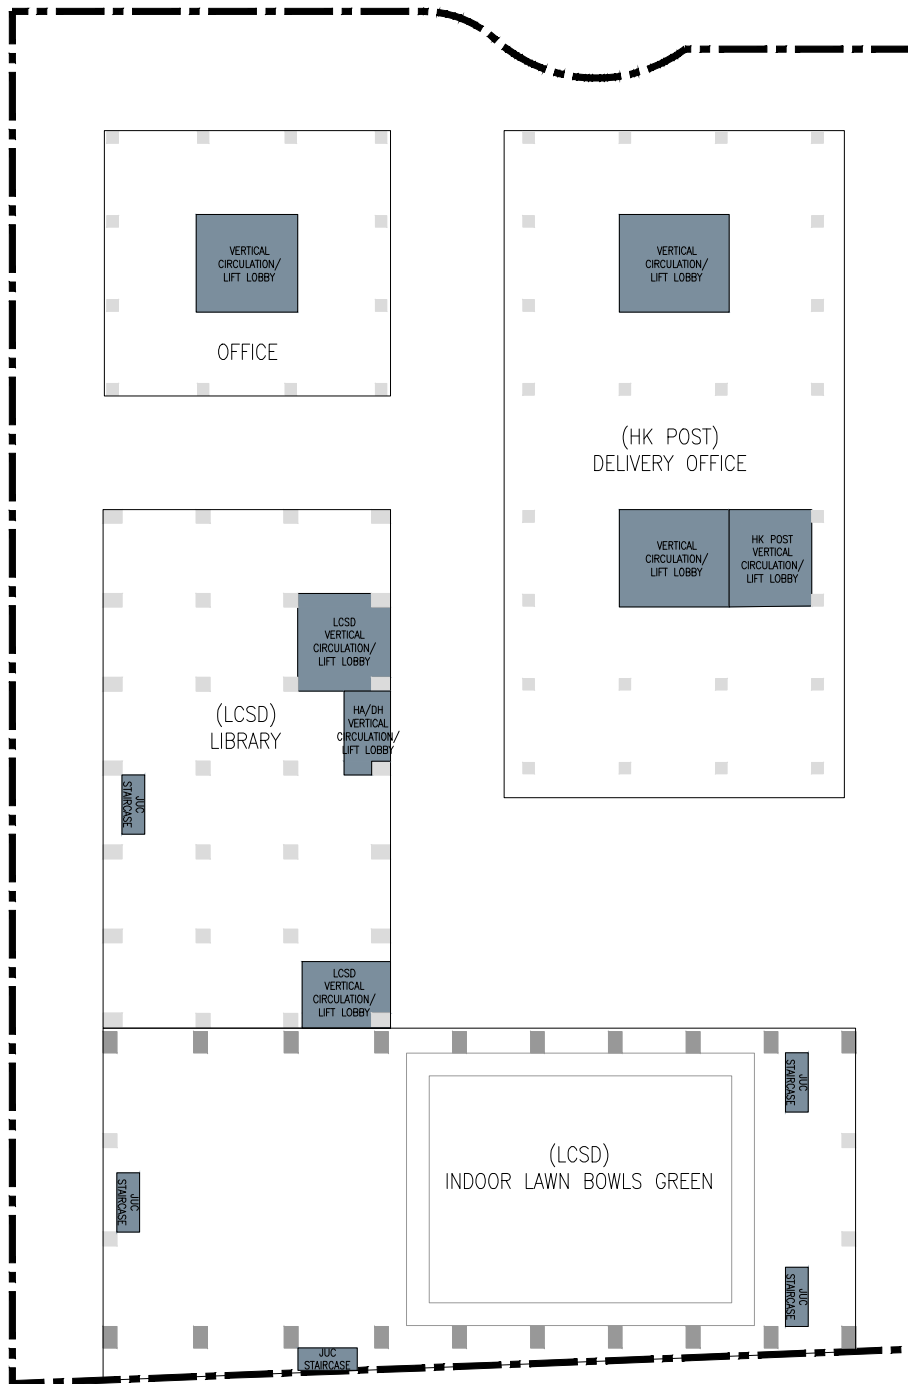 VERTICAL
CIRCULATION/
LIFT LOBBY
OFFICE
VERTICAL
CIRCULATION/
LIFT LOBBY
(HK POST)
DELIVERY OFFICE
VERTICAL
CIRCULATION/
LIFT LOBBY
HK POST
VERTICAL
CIRCULATION/
LIFT LOBBY
LCSD
VERTICAL
CIRCULATION/
LIFT LOBBY
HA/DH
VERTICAL
CIRCULATION/
LIFT LOBBY
(LCSD)
LIBRARY
JUC
STAIRCASE
LCSD
VERTICAL
CIRCULATION/
LIFT LOBBY
JUC
STAIRCASE
(LCSD)
INDOOR LAWN BOWLS GREEN
JUC
STAIRCASE
JUC
STAIRCASE
JUC
STAIRCASE